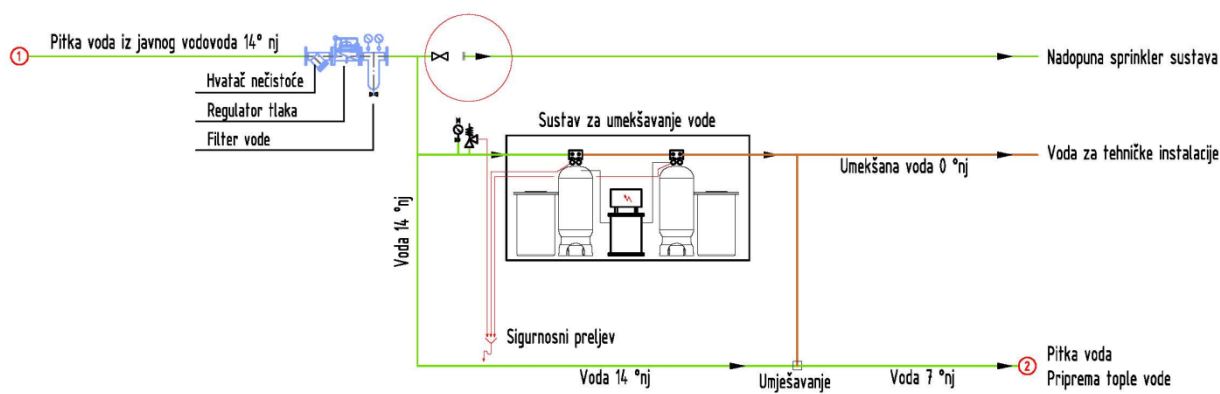 Pitka voda iz javnog vodovoda 14° nj
1
Hvatač nečistoće
Regulator tlaka
Filter vode
Nadopuna sprinkler sustava
Sustav za umekšavanje vode
Umekšana voda 0 °nj
Voda za tehničke instalacije
Voda 14 °nj
Sigurnosni preljev
Voda 14 °nj
Umješavanje
Voda 7 °nj
2
Pitka voda
Priprema tople vode